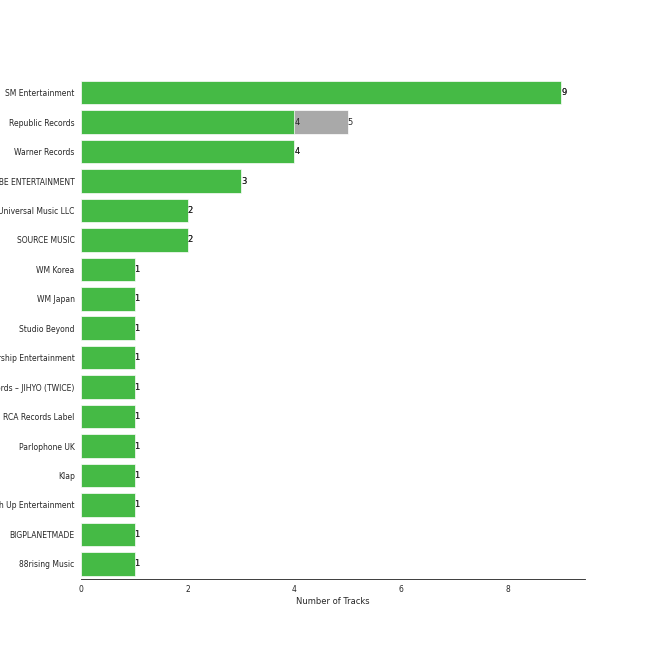 SM Entertainment 9
Republic Records 4 5
Warner Records 4
BE ENTERTAINMENT 3
Universal Music LLC 2
SOURCE MUSIC 2
WM Korea 1
WM Japan 1
Studio Beyond 1
rship Entertainment 1
rds – JIHYO (TWICE) 1
RCA Records Label 1
Parlophone UK 1
Klap 1
h Up Entertainment 1
BIGPLANETMADE 1
88rising Music 1
0 2 4 6 8
Number of Tracks